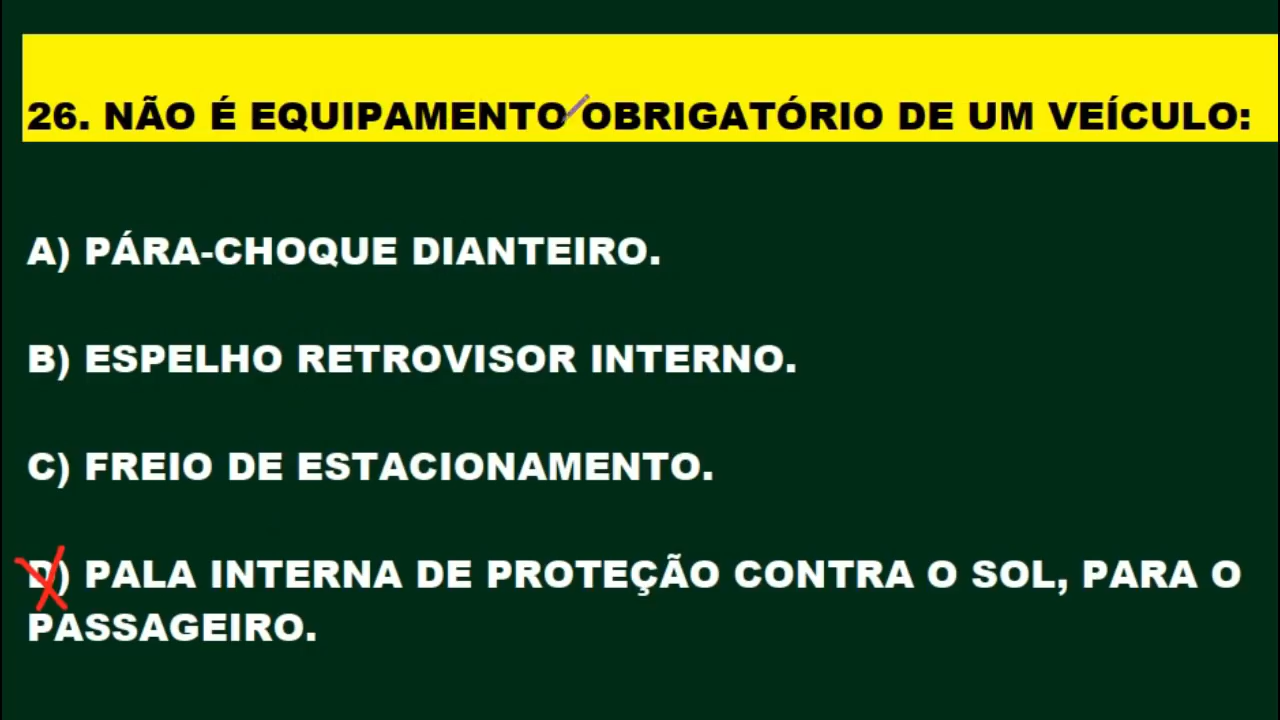 26. NÃO É EQUIPAMENTO OBRIGATÓRIO DE UM VEÍCULO:
A) PÁRA-CHOQUE DIANTEIRO.
B) ESPELHO RETROVISOR INTERNO.
C) FREIO DE ESTACIONAMENTO.
D) PALA INTERNA DE PROTEÇÃO CONTRA O SOL, PARA O
PASSAGEIRO.